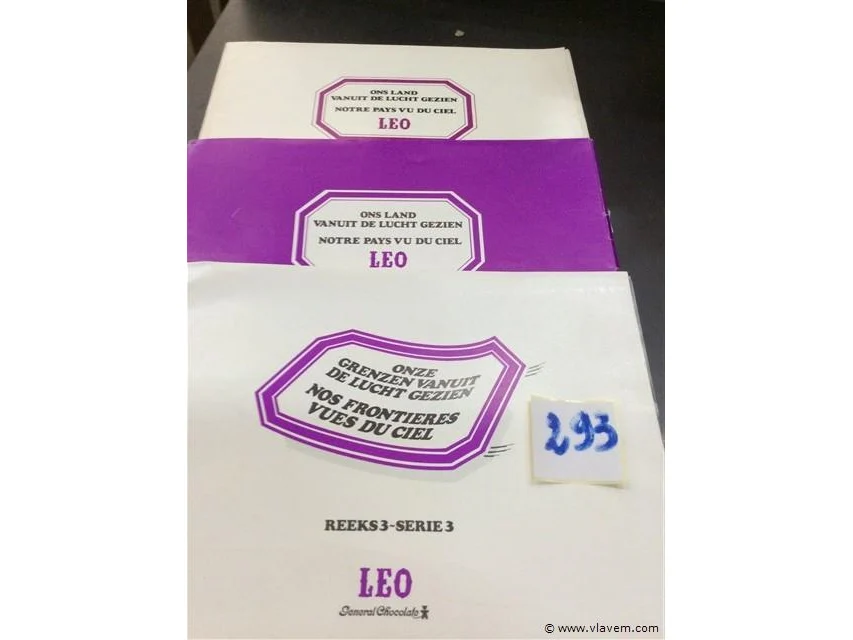 ONS LAND
VANUIT DE LUCHT GEZIEN
NOTRE PAYS VU DU CIEL
LEO
ONS LAND
VANUIT DE LUCHT GEZIEN
NOTRE PAYS VU DU CIEL
LEO
ONZE
GRENZEN VANUIT
DE LUCHT GEZIEN
NOS FRONTIERES
VUES DU CIEL
293
REEKS 3-SERIE 3
LEO
General Chocolate
© www.vlavem.com